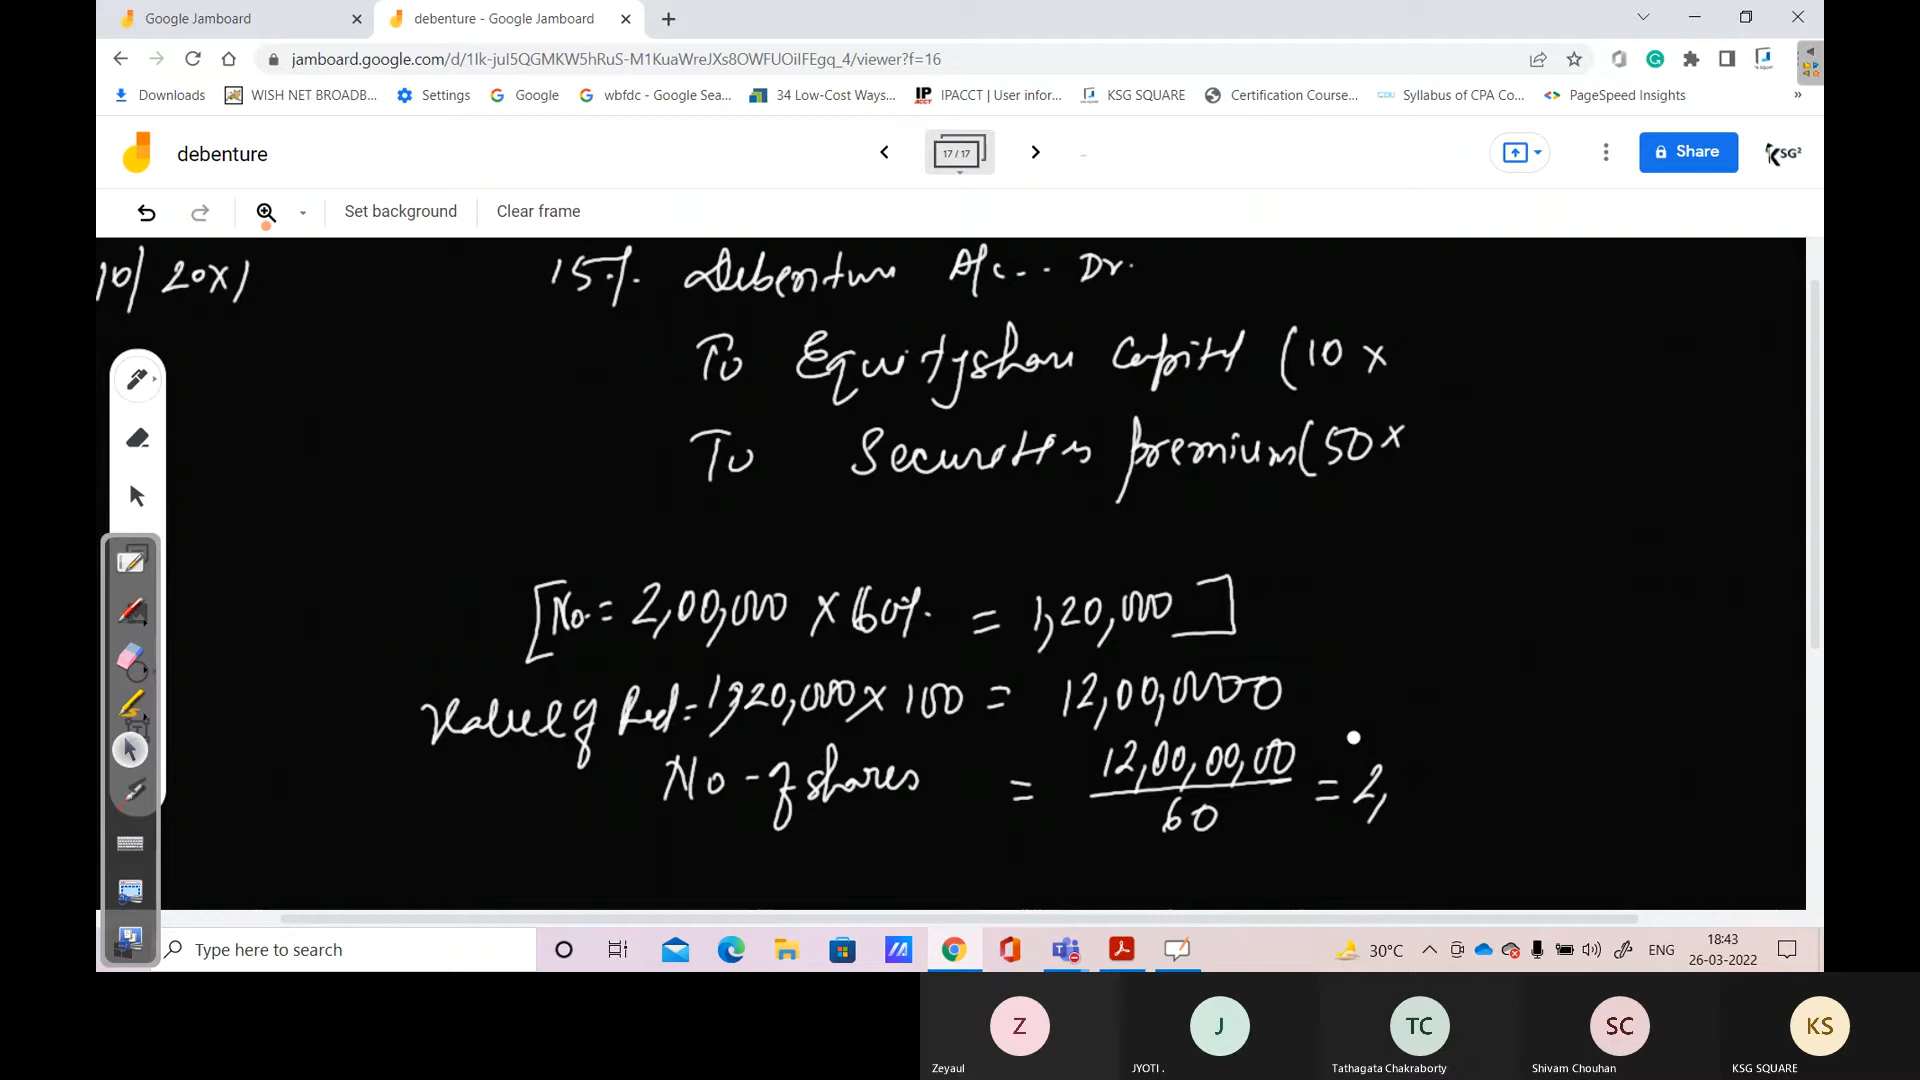 Google Jamboard
debenture - Google Jamboard
jamboard.google.com/d/1Ik-juI5QGMKW5hRuS-M1KuaWreJXs8OWFUOiIFEgq_4/viewer?f=16
Downloads WISH NET BROADB... Settings Google wbfdc - Google Sea... 34 Low-Cost Ways... IP ACCT IPACCT | User infor... KSG SQUARE Certification Course... Syllabus of CPA Co... PageSpeed Insights »
debenture
17 / 17
Share
KSG²
Set background Clear frame
10/ 20X1 15% Debenture A/c.. Dr.
To Equity share capital (10 x
To Securities premium (50 x
[No. = 2,00,000 X 60% = 1,20,000 ]
Value of Red = 1,20,000 X 100 = 12,00,0000
No - of shares = 12,00,00,00
60
= 2,
Type here to search
30°C
ENG
18:43
26-03-2022
Z J TC SC KS
Zeyaul JYOTI . Tathagata Chakraborty Shivam Chouhan KSG SQUARE